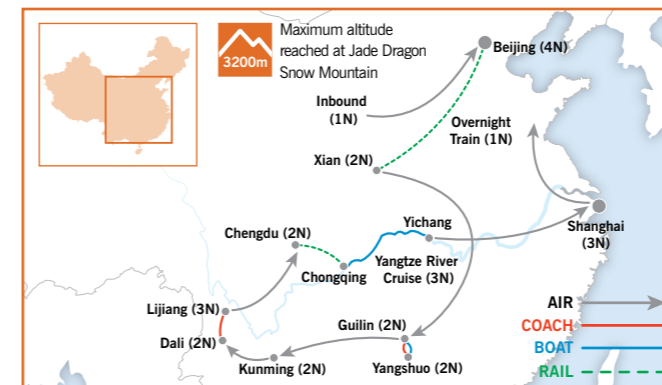 Maximum altitude
reached at Jade Dragon
Snow Mountain
3200m
Beijing (4N)
Inbound
(1N)
Overnight
Train (1N)
Xian (2N)
Chengdu (2N)
Yichang
Shanghai
(3N)
Chongqing
Yangtze River
Cruise (3N)
Lijiang (3N)
AIR
Guilin (2N)
COACH
Dali (2N)
BOAT
Kunming (2N)
Yangshuo (2N)
RAIL